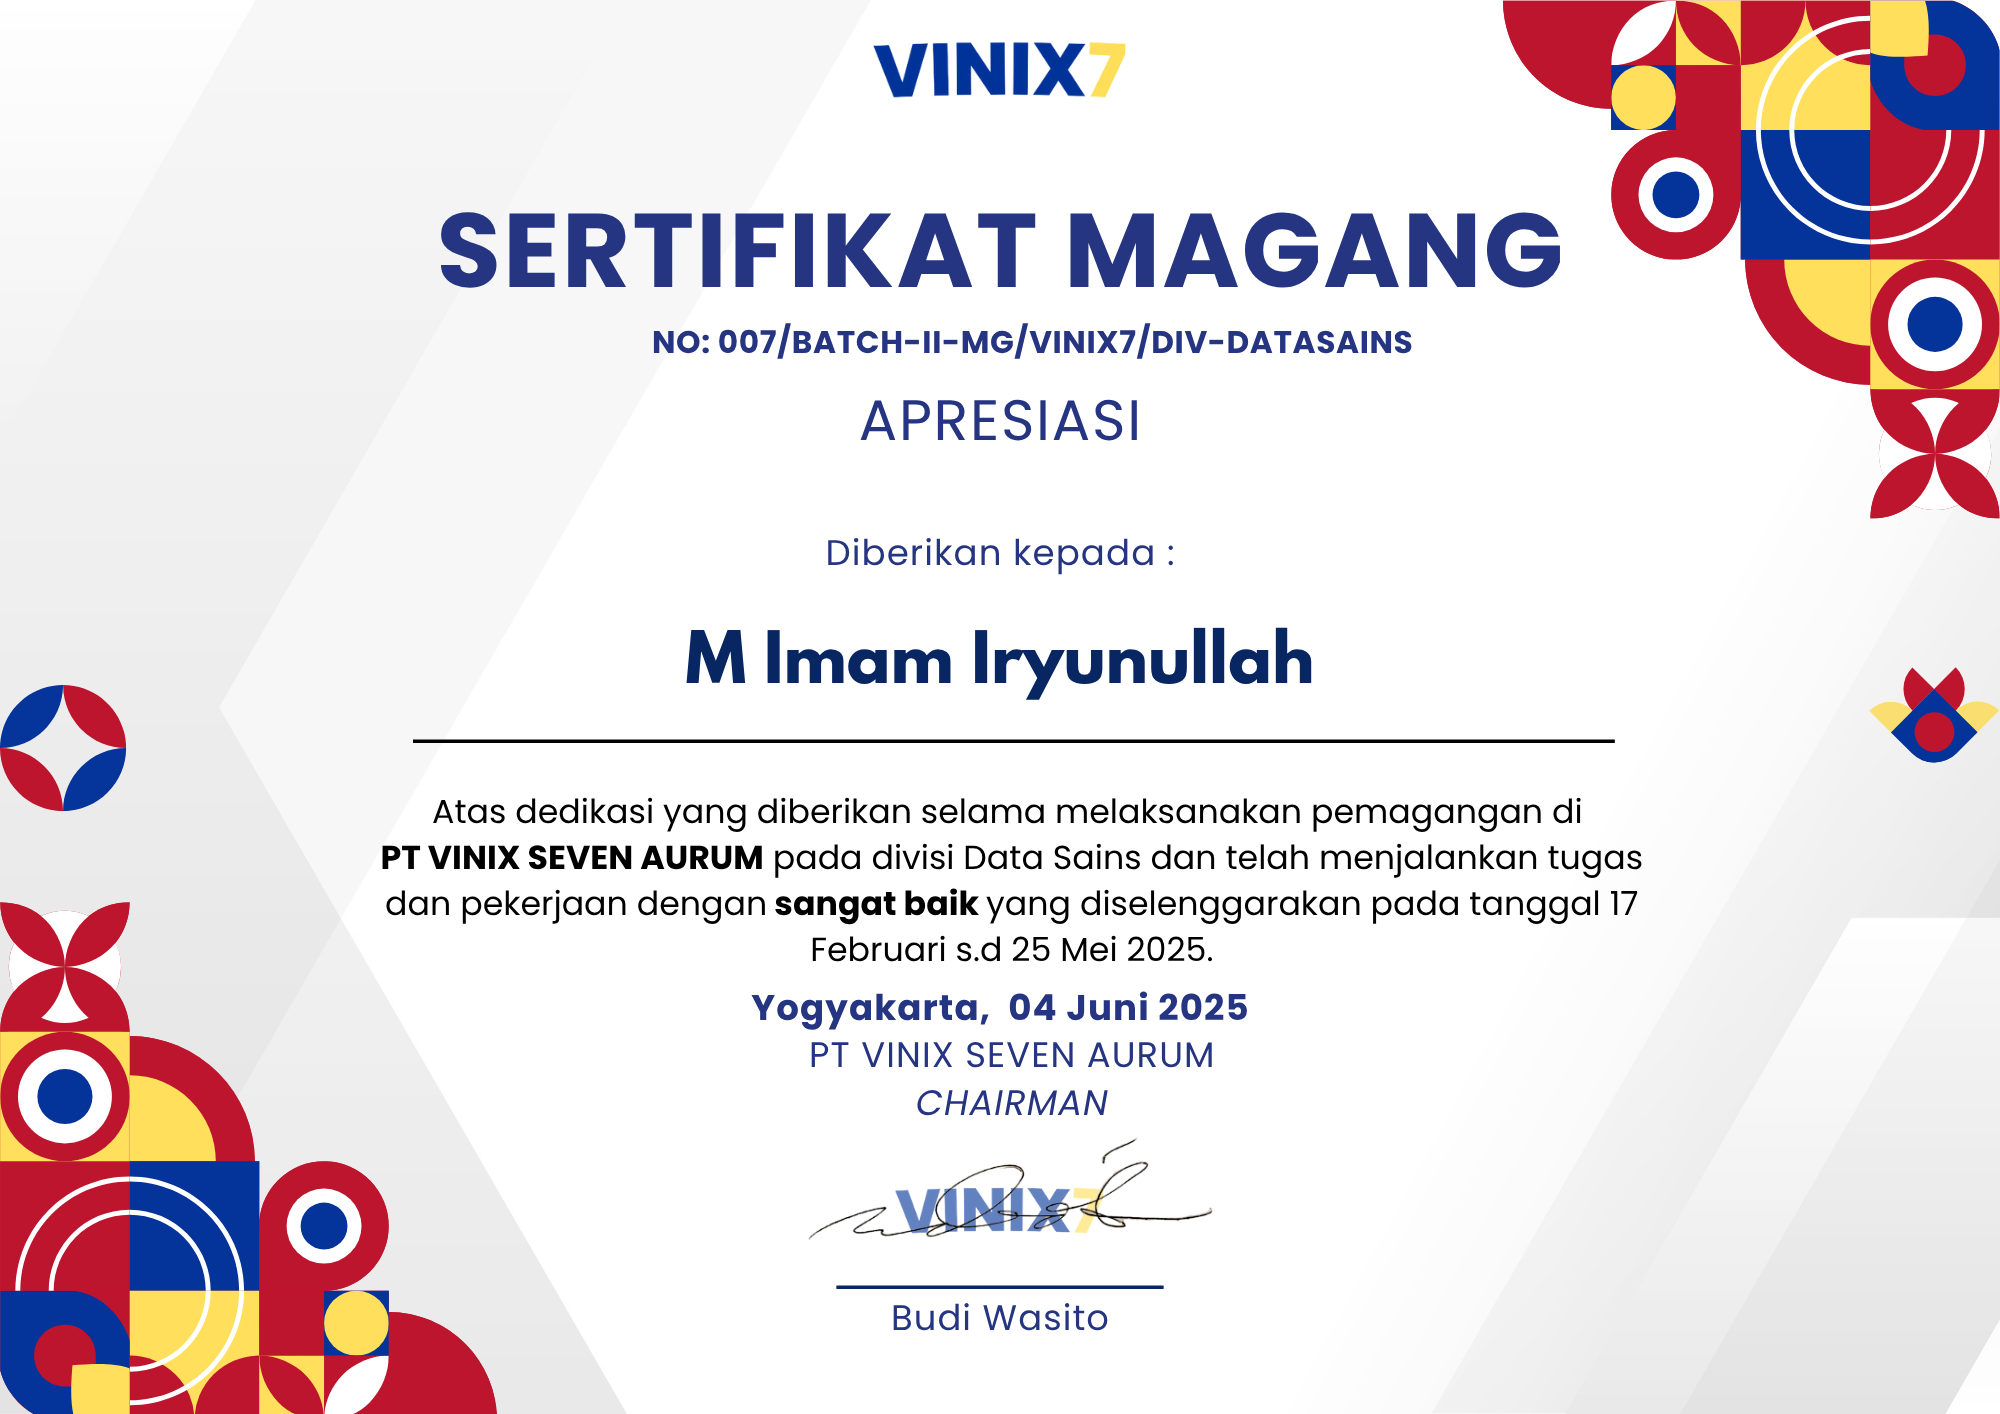 VINIX7
SERTIFIKAT MAGANG
NO: 007/BATCH-II-MG/VINIX7/DIV-DATASAINS
APRESIASI
Diberikan kepada :
M Imam Iryunullah
Atas dedikasi yang diberikan selama melaksanakan pemagangan di
PT VINIX SEVEN AURUM pada divisi Data Sains dan telah menjalankan tugas
dan pekerjaan dengan sangat baik yang diselenggarakan pada tanggal 17
Februari s.d 25 Mei 2025.
Yogyakarta, 04 Juni 2025
PT VINIX SEVEN AURUM
CHAIRMAN
VINIX7
Budi Wasito